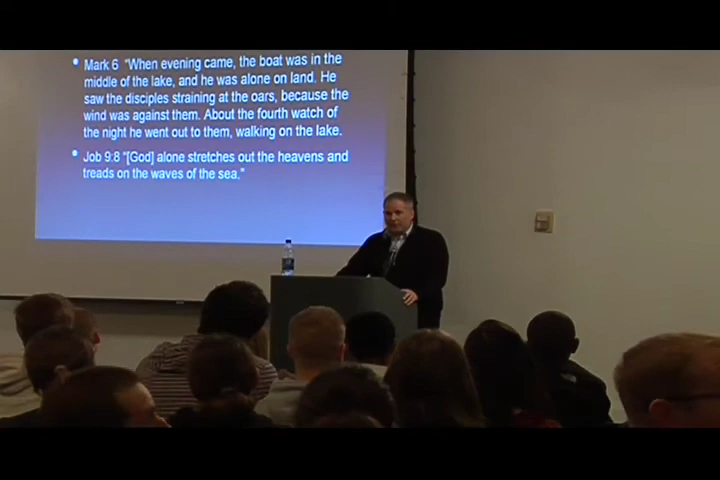 • Mark 6 "When evening came, the boat was in the
middle of the lake, and he was alone on land. He
saw the disciples straining at the oars, because the
wind was against them. About the fourth watch of
the night he went out to them, walking on the lake.
• Job 9:8 "[God] alone stretches out the heavens and
treads on the waves of the sea."